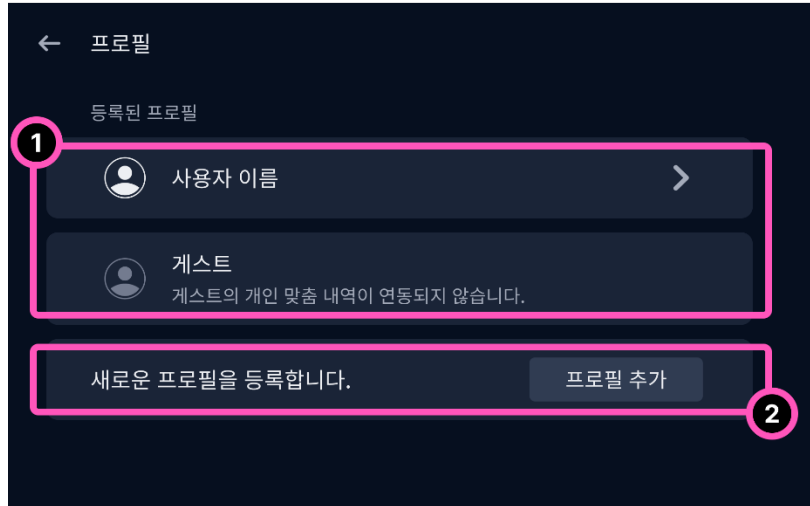 프로필
등록된 프로필
1
사용자 이름
게스트
게스트의 개인 맞춤 내역이 연동되지 않습니다.
새로운 프로필을 등록합니다. 프로필 추가
2